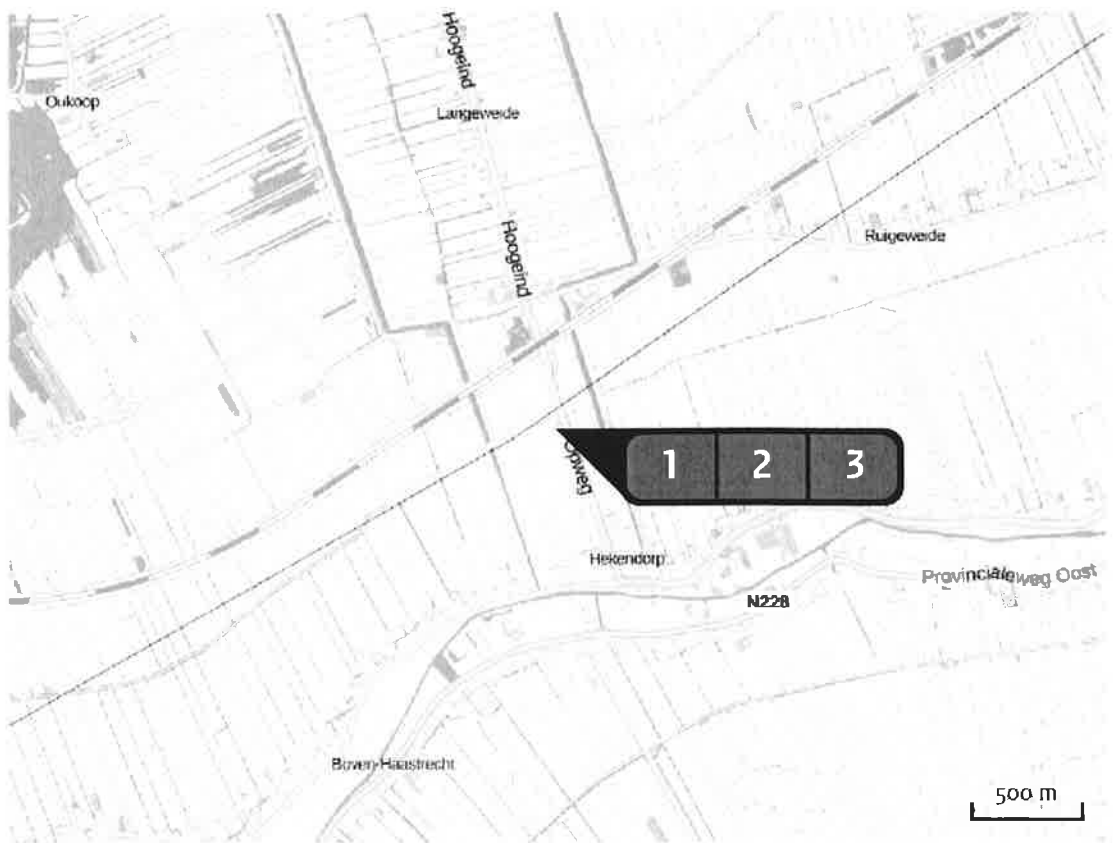 Hoogeind
Oukoop
Langeweide
Hoogeind
Ruigeweide
1 2 3
Opweg
Hekendorp
Provincialeweg Oost
N228
Boven-Haastrecht
500 m